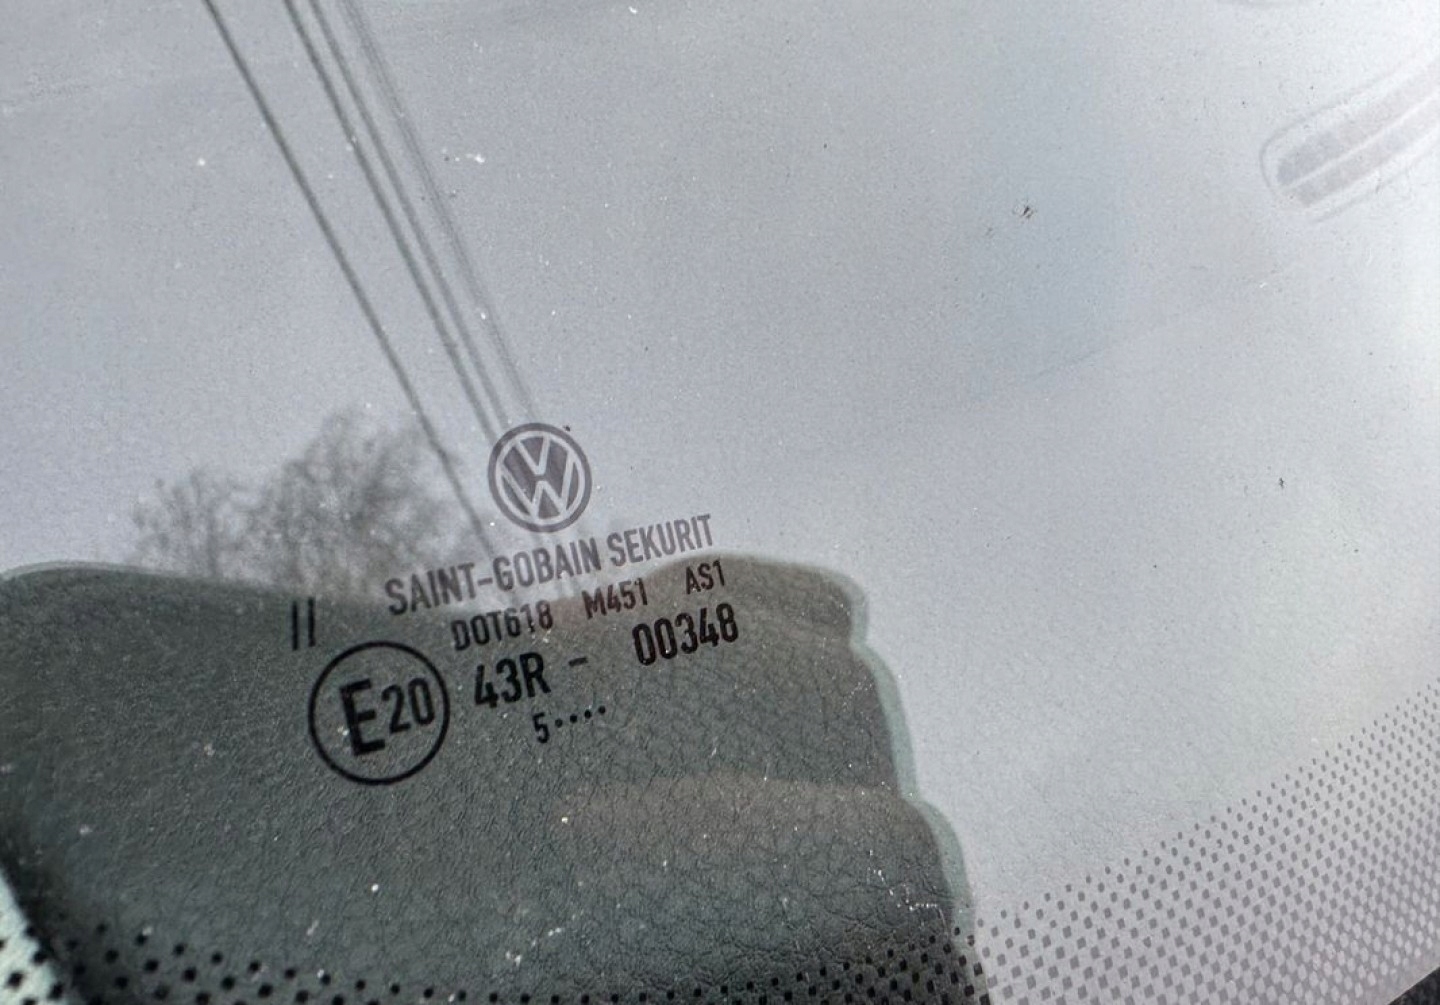 SAINT-GOBAIN SEKURIT
II
DOT618 M451 AS1
E20 43R - 00348
5····